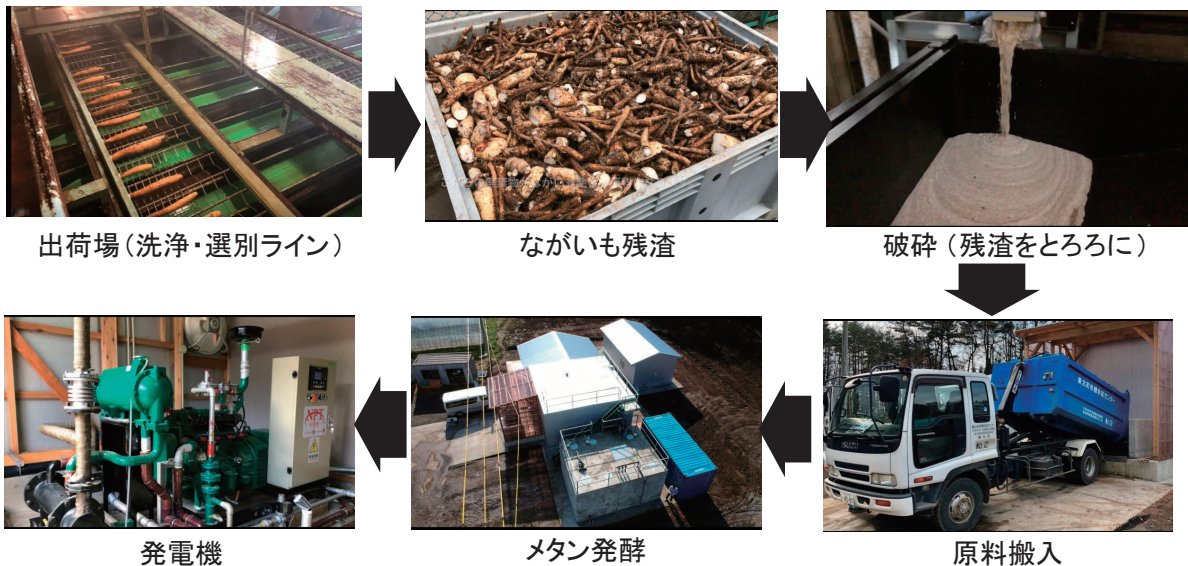 出荷場(洗浄・選別ライン)
ながいも残渣
破砕(残渣をとろろに)
発電機
メタン発酵
原料搬入
ISUZU